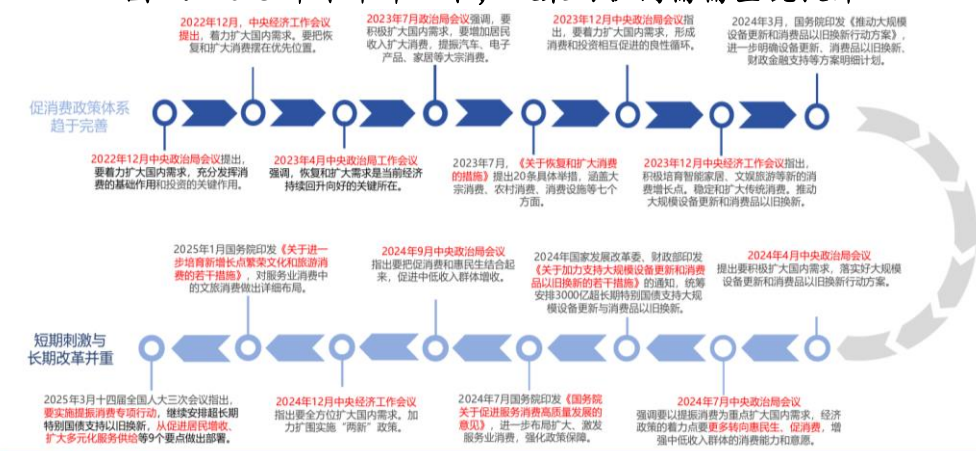 促消费政策体系
趋于完善
2022年12月，中央经济工作会议
提出，着力扩大国内需求。要把恢
复和扩大消费摆在优先位置。
2023年7月政治局会议强调，要
积极扩大国内需求，要增加居民
收入扩大消费，提振汽车、电子
产品、家居等大宗消费。
2023年12月中央政治局会议指
出，要着力扩大国内需求，形成
消费和投资相互促进的良性循环。
2024年3月，国务院印发《推动大规模
设备更新和消费品以旧换新行动方案》，
进一步明确设备更新、消费品以旧换新、
财政金融支持等方案明细计划。
2022年12月中央政治局会议提出，
要着力扩大国内需求，充分发挥消
费的基础作用和投资的关键作用。
2023年4月中央政治局工作会议
强调，恢复和扩大需求是当前经济
持续回升向好的关键所在。
2023年7月，《关于恢复和扩大消费
的措施》提出20条具体举措，涵盖大
宗消费、农村消费、消费设施等七个
方面。
2023年12月中央经济工作会议指出，
积极培育智能家居、文娱旅游等新的消
费增长点。稳定和扩大传统消费。推动
大规模设备更新和消费品以旧换新。
短期刺激与
长期改革并重
2025年1月国务院印发《关于进一
步培育新增长点繁荣文化和旅游消
费的若干措施》，对服务业消费中
的文旅消费做出详细布局。
2024年9月中央政治局会议
指出要把促消费和惠民生结合起
来，促进中低收入群体增收。
2024年国家发展改革委、财政部印发
《关于加力支持大规模设备更新和消费
品以旧换新的若干措施》的通知，统筹
安排3000亿超长期特别国债支持大规
模设备更新与消费品以旧换新。
2024年4月中央政治局会议
提出要积极扩大国内需求，落实好大规模
设备更新和消费品以旧换新行动方案。
2025年3月十四届全国人大三次会议指出，
要实施提振消费专项行动，继续安排超长期
特别国债支持以旧换新，从促进居民增收、
扩大多元化服务供给等9个要点做出部署。
2024年12月中央经济工作会议
指出要全方位扩大国内需求。加
力扩围实施“两新”政策。
2024年7月国务院印发《国务院
关于促进服务消费高质量发展的
意见》，进一步布局扩大、激发
服务业消费，强化政策保障。
2024年7月中央政治局会议
强调要以提振消费为重点扩大国内需求，经济
政策的着力点要更多转向惠民生、促消费，增
强中低收入群体的消费能力和意愿。